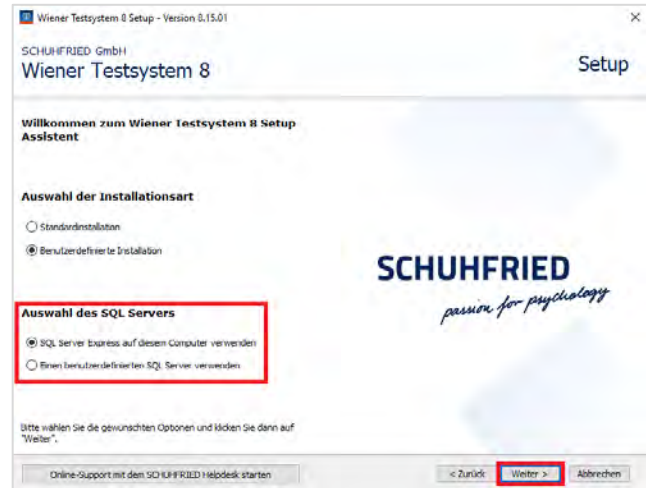 Wiener Testsystem 8 Setup - Version 8.15.01
SCHUHFRIED GmbH
Wiener Testsystem 8
Setup
Willkommen zum Wiener Testsystem 8 Setup
Assistent
Auswahl der Installationsart
Standardinstallation
Benutzerdefinierte Installation
SCHUHFRIED
passion for psychology
Auswahl des SQL Servers
SQL Server Express auf diesem Computer verwenden
Einen benutzerdefinierten SQL Server verwenden
Bitte wählen Sie die gewünschten Optionen und klicken Sie dann auf
"Weiter".
Online-Support mit dem SCHUHFRIED Helpdesk starten
< Zurück
Weiter >
Abbrechen